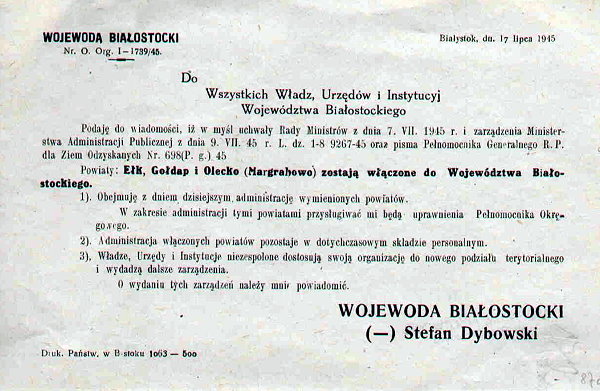 WOJEWODA BIAŁOSTOCKI
Nr. O. Org. I—1739/45.
Białystok, dn. 17 lipca 1945
Do
Wszystkich Władz, Urzędów i Instytucyj
Województwa Białostockiego
Podaję do wiadomości, iż w myśl uchwały Rady Ministrów z dnia 7. VII. 1945 r. i zarządzenia Minister-
stwa Administracji Publicznej z dnia 9. VII. 45 r. L. dz. 1-8 9267-45 oraz pisma Pełnomocnika Generalnego R. P.
dla Ziem Odzyskanych Nr. 698(P. g.) 45
Powiaty: Ełk, Gołdap i Olecko (Margrabowo) zostają włączone do Województwa Biało-
stockiego.
1). Obejmuję z dniem dzisiejszym administrację wymienionych powiatów.
W zakresie administracji tymi powiatami przysługiwać mi będą uprawnienia Pełnomocnika Okrę-
gowego.
2). Administracja włączonych powiatów pozostaje w dotychczasowym składzie personalnym.
3). Władze, Urzędy i Instytucje niezespolone dostosują swoją organizację do nowego podziału terytorialnego
i wydadzą dalsze zarządzenia.
O wydaniu tych zarządzeń należy mnie powiadomić.
WOJEWODA BIAŁOSTOCKI
(—) Stefan Dybowski
Druk. Państw. w B-stoku 1063 — 500